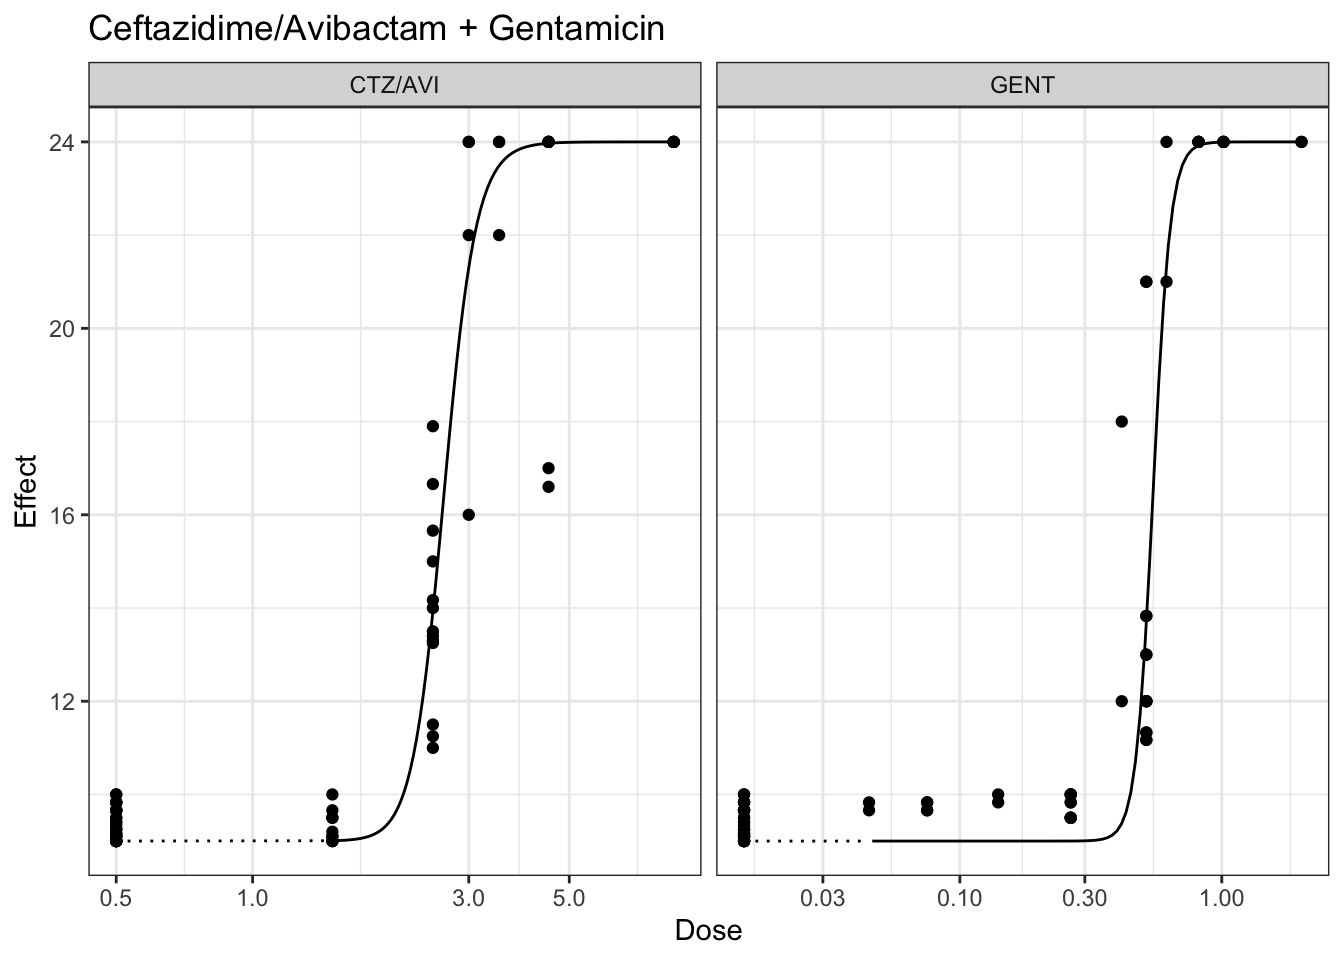 Ceftazidime/Avibactam + Gentamicin
CTZ/AVI
GENT
24
20
16
12
Effect
0.5 1.0 3.0 5.0
0.03 0.10 0.30 1.00
Dose